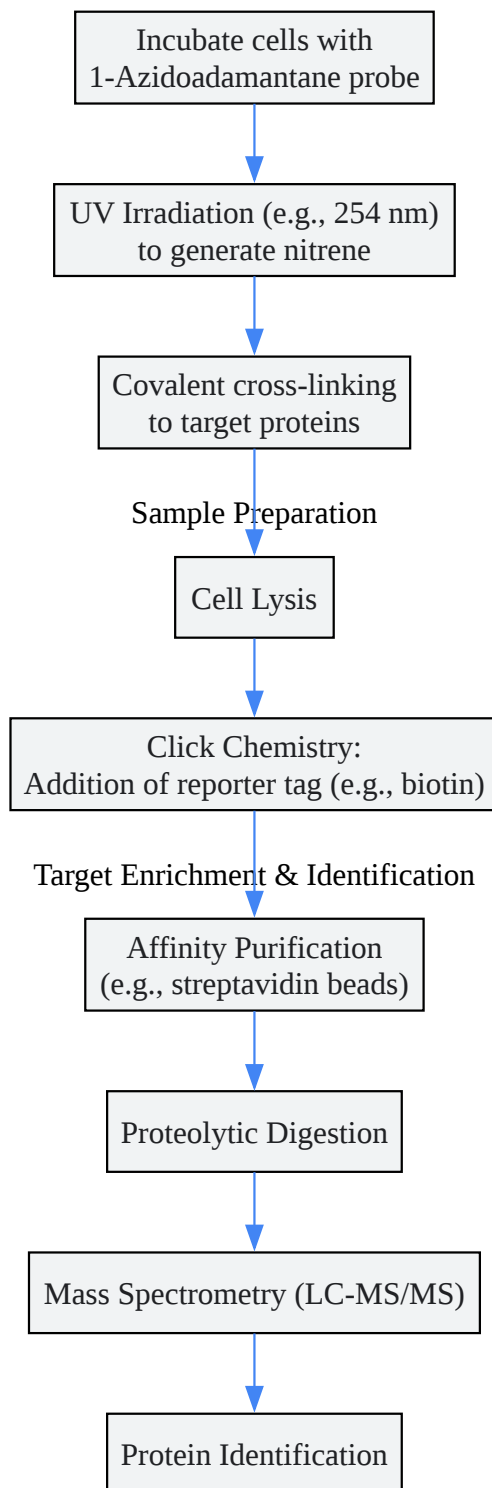 Incubate cells with
1-Azidoadamantane probe
UV Irradiation (e.g., 254 nm)
to generate nitrene
Covalent cross-linking
to target proteins
Sample Preparation
Cell Lysis
Click Chemistry:
Addition of reporter tag (e.g., biotin)
Target Enrichment & Identification
Affinity Purification
(e.g., streptavidin beads)
Proteolytic Digestion
Mass Spectrometry (LC-MS/MS)
Protein Identification